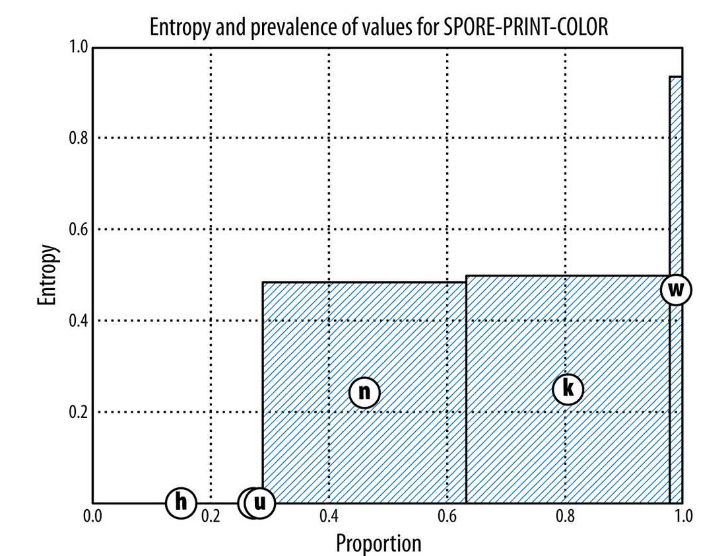 Entropy and prevalence of values for SPORE-PRINT-COLOR
1.0
0.8
0.6
0.4
0.2
Entropy
n
k
w
h
u
0.0 0.2 0.4 0.6 0.8 1.0
Proportion